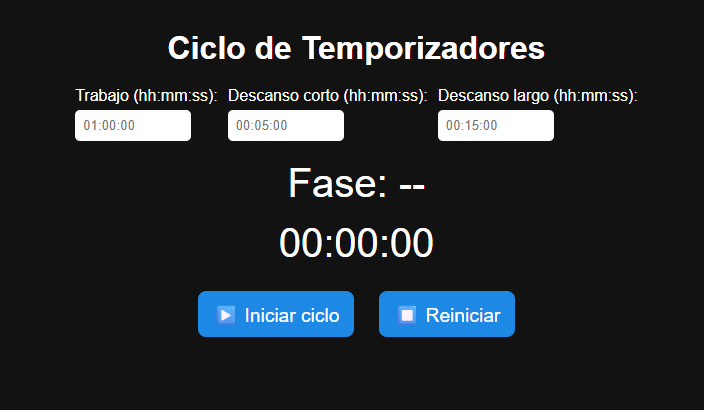 Ciclo de Temporizadores
Trabajo (hh:mm:ss): Descanso corto (hh:mm:ss): Descanso largo (hh:mm:ss):
01:00:00 00:05:00 00:15:00
Fase: --
00:00:00
▶️ Iniciar ciclo ⏹️ Reiniciar